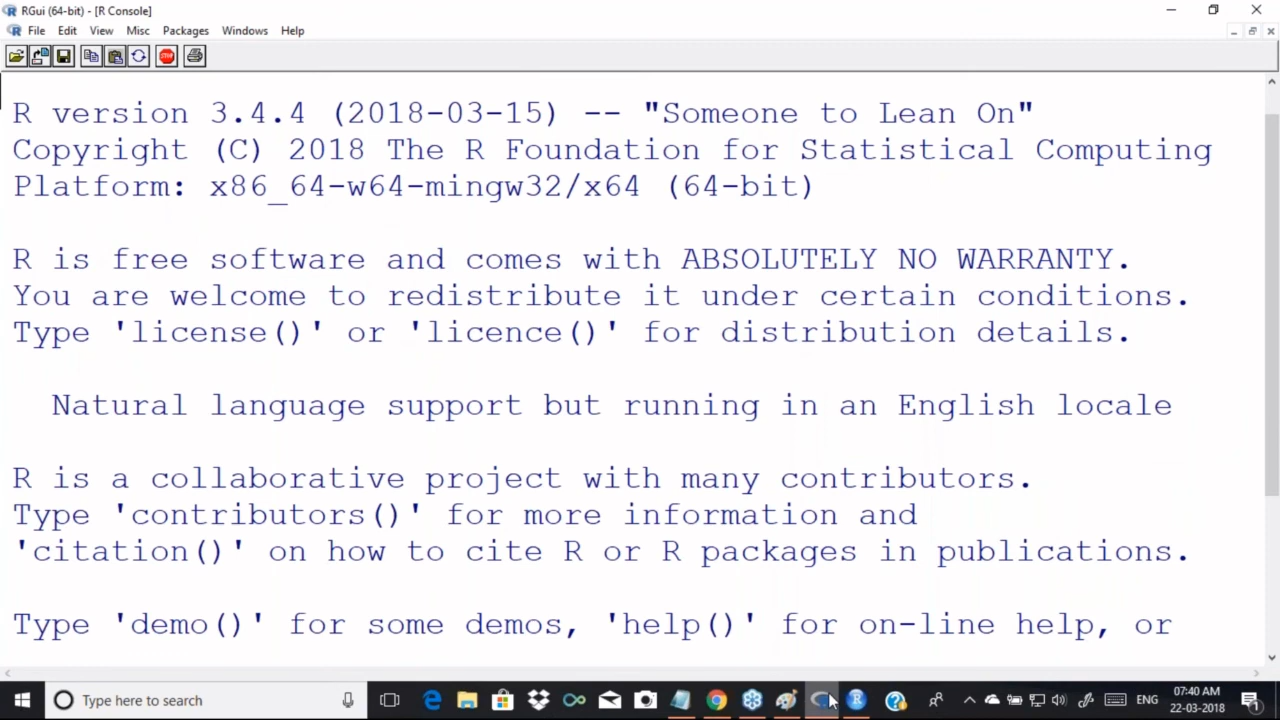 RGui (64-bit) - [R Console]
File Edit View Misc Packages Windows Help
STOP
R version 3.4.4 (2018-03-15) -- "Someone to Lean On"
Copyright (C) 2018 The R Foundation for Statistical Computing
Platform: x86_64-w64-mingw32/x64 (64-bit)
R is free software and comes with ABSOLUTELY NO WARRANTY.
You are welcome to redistribute it under certain conditions.
Type 'license()' or 'licence()' for distribution details.
Natural language support but running in an English locale
R is a collaborative project with many contributors.
Type 'contributors()' for more information and
'citation()' on how to cite R or R packages in publications.
Type 'demo()' for some demos, 'help()' for on-line help, or
Type here to search
ENG
07:40 AM
22-03-2018
1